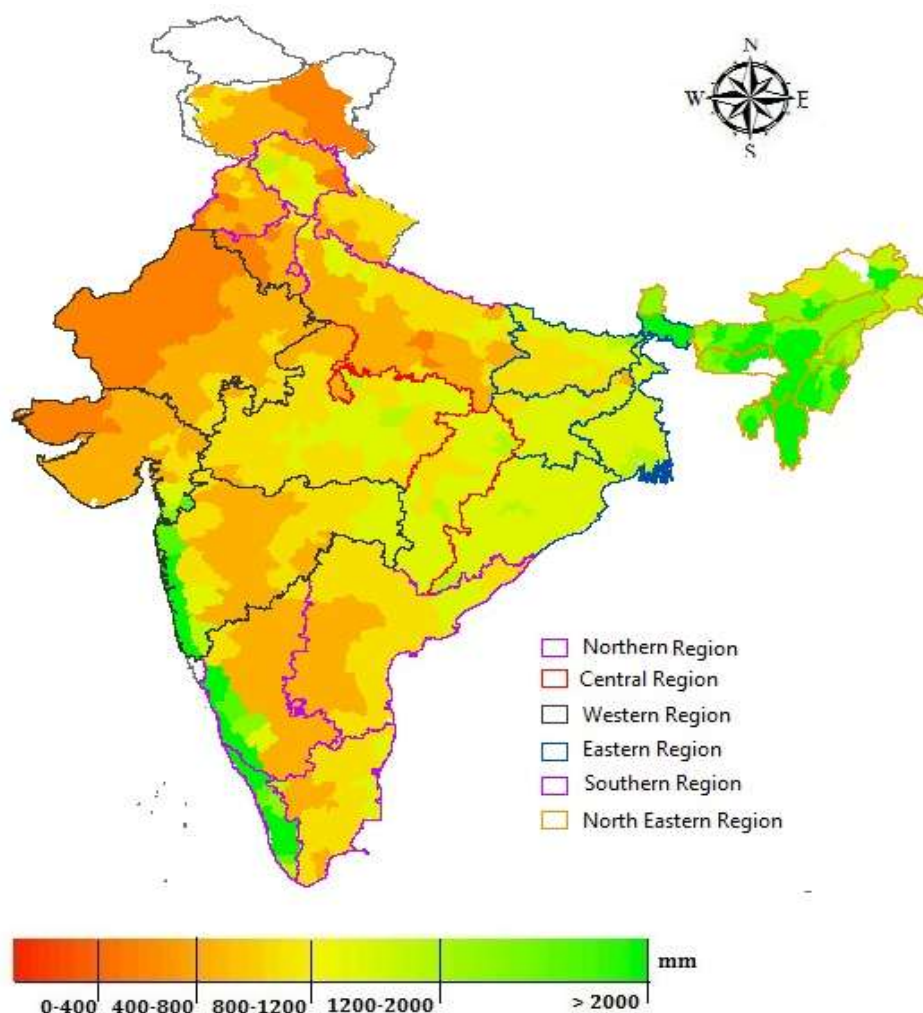 N
W E
S
Northern Region
Central Region
Western Region
Eastern Region
Southern Region
North Eastern Region
mm
0-400 400-800 800-1200 1200-2000 > 2000